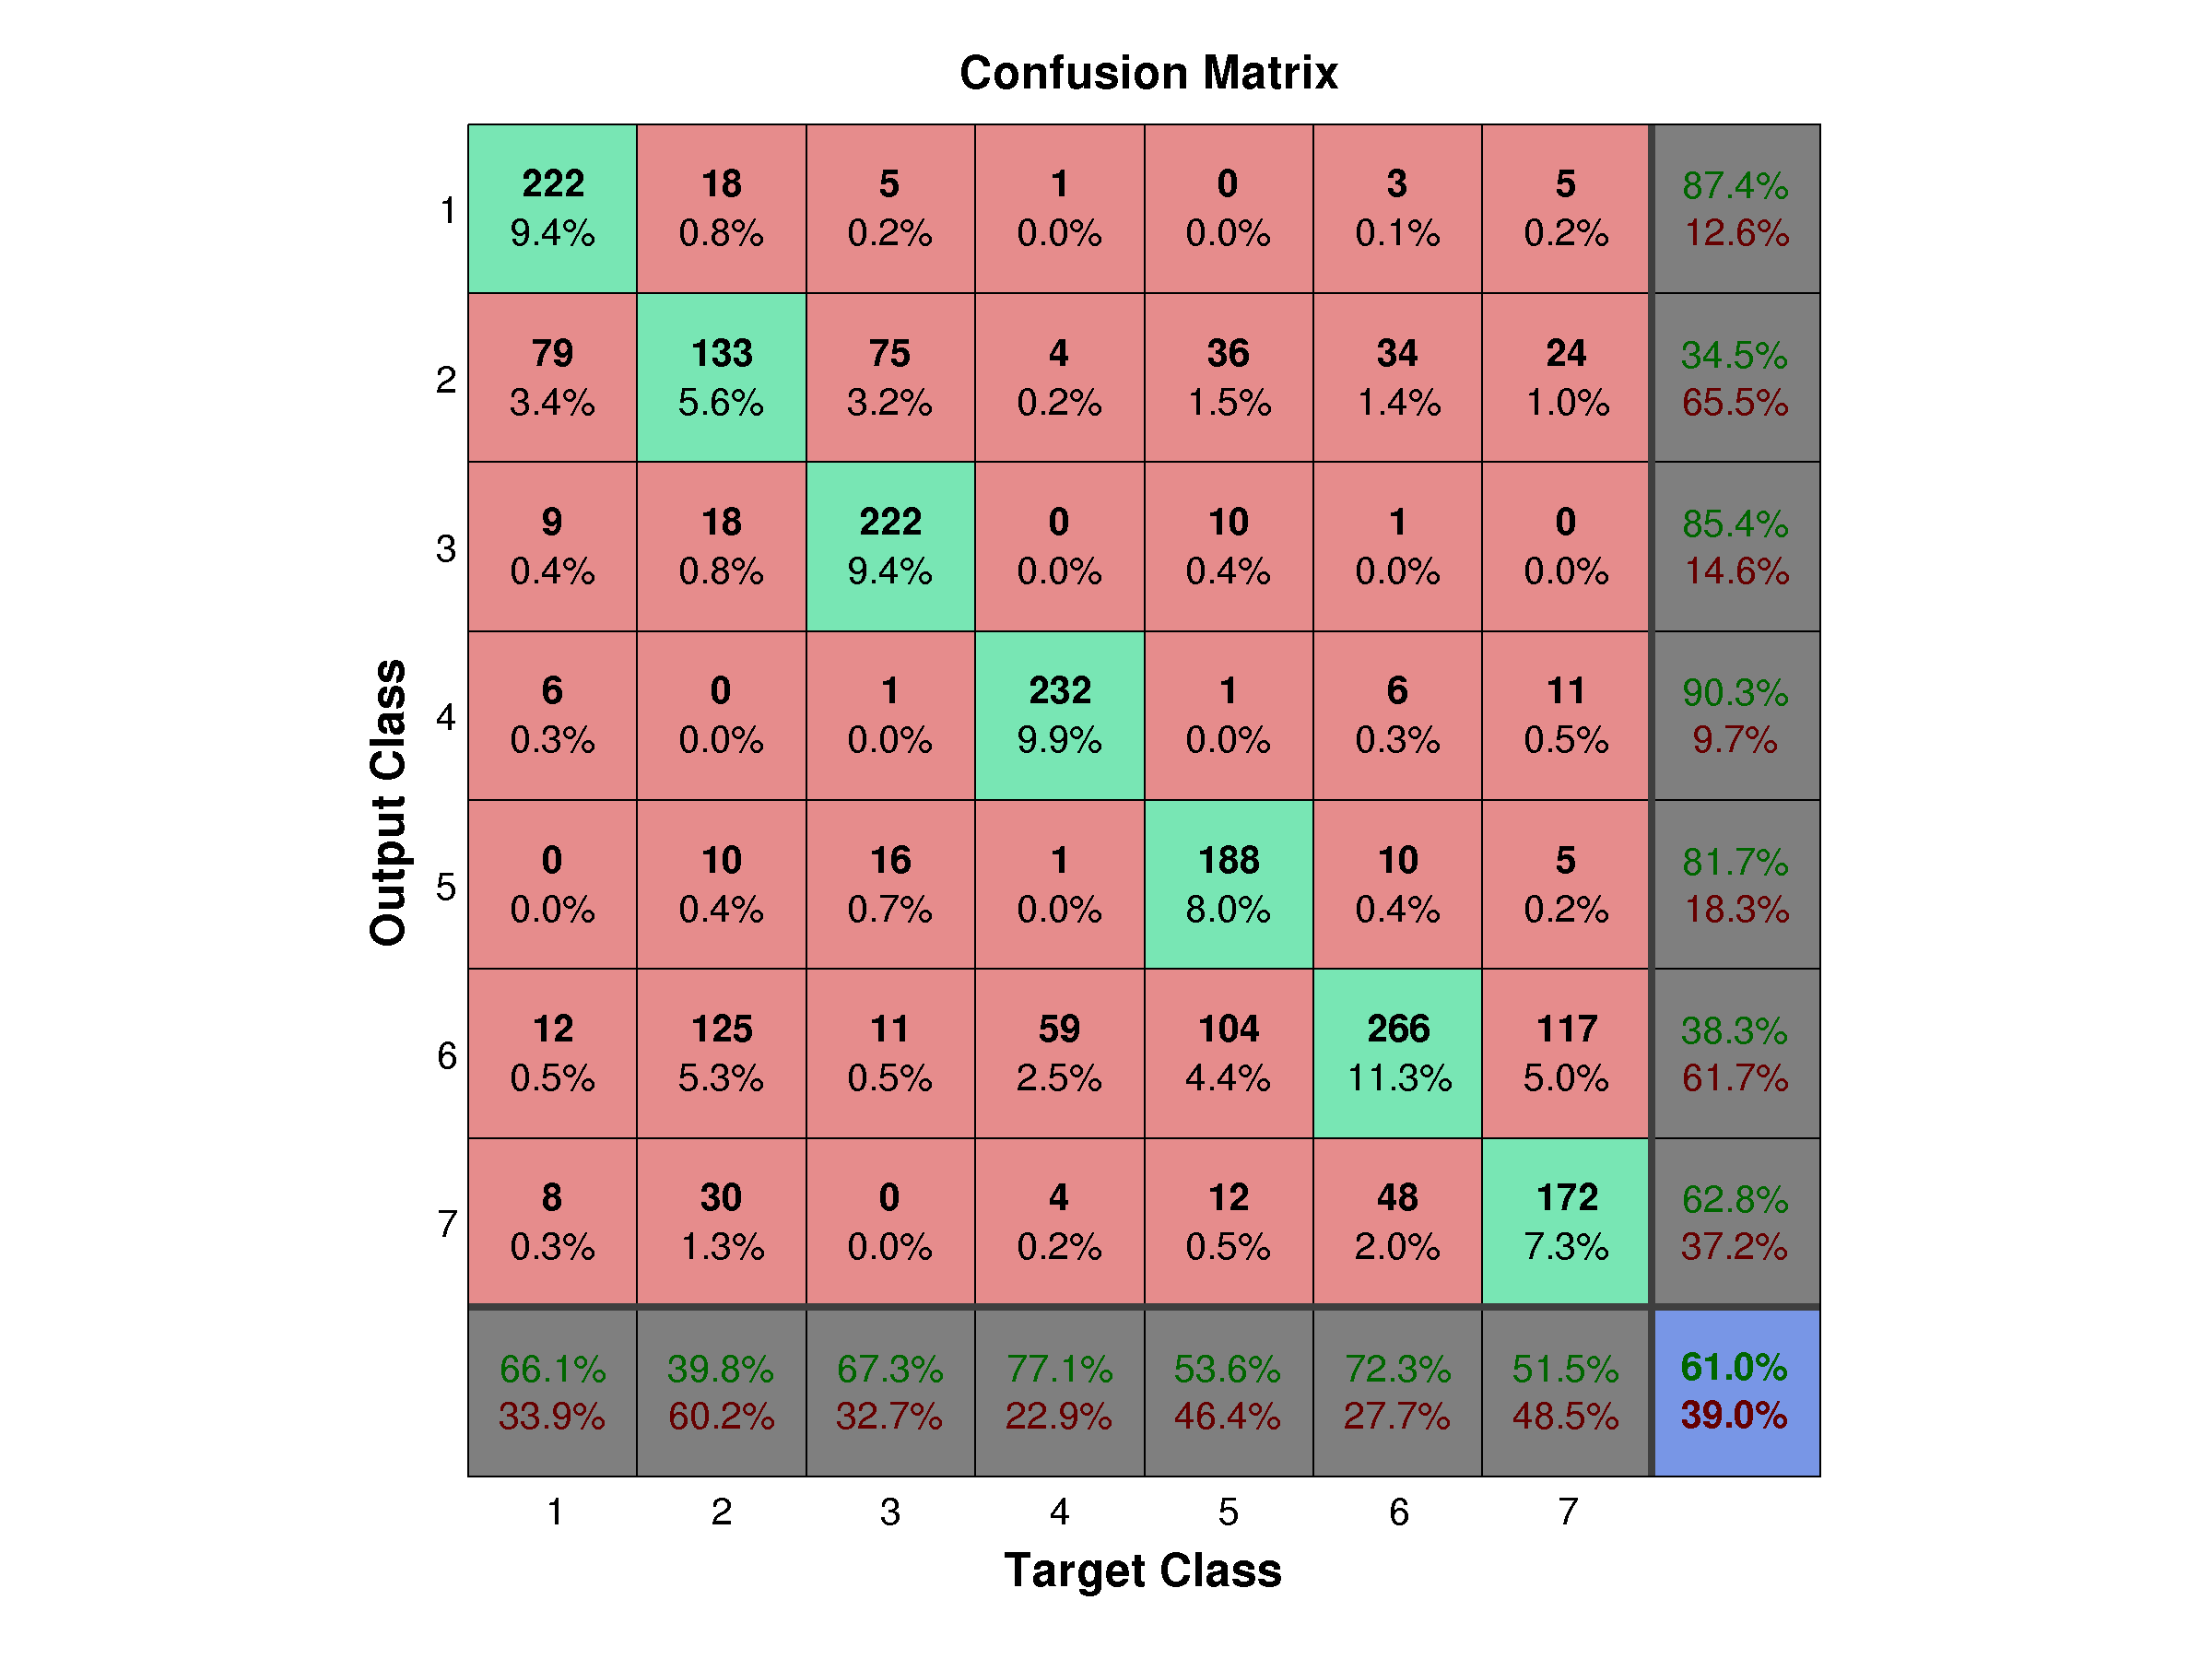 Confusion Matrix
222 18 5 1 0 3 5 87.4%
1
9.4% 0.8% 0.2% 0.0% 0.0% 0.1% 0.2% 12.6%
79 133 75 4 36 34 24 34.5%
2
3.4% 5.6% 3.2% 0.2% 1.5% 1.4% 1.0% 65.5%
9 18 222 0 10 1 0 85.4%
3
0.4% 0.8% 9.4% 0.0% 0.4% 0.0% 0.0% 14.6%
6 0 1 232 1 6 11 90.3%
4
0.3% 0.0% 0.0% 9.9% 0.0% 0.3% 0.5% 9.7%
Output Class
0 10 16 1 188 10 5 81.7%
5
0.0% 0.4% 0.7% 0.0% 8.0% 0.4% 0.2% 18.3%
12 125 11 59 104 266 117 38.3%
6
0.5% 5.3% 0.5% 2.5% 4.4% 11.3% 5.0% 61.7%
8 30 0 4 12 48 172 62.8%
7
0.3% 1.3% 0.0% 0.2% 0.5% 2.0% 7.3% 37.2%
66.1% 39.8% 67.3% 77.1% 53.6% 72.3% 51.5% 61.0%
33.9% 60.2% 32.7% 22.9% 46.4% 27.7% 48.5% 39.0%
1 2 3 4 5 6 7
Target Class